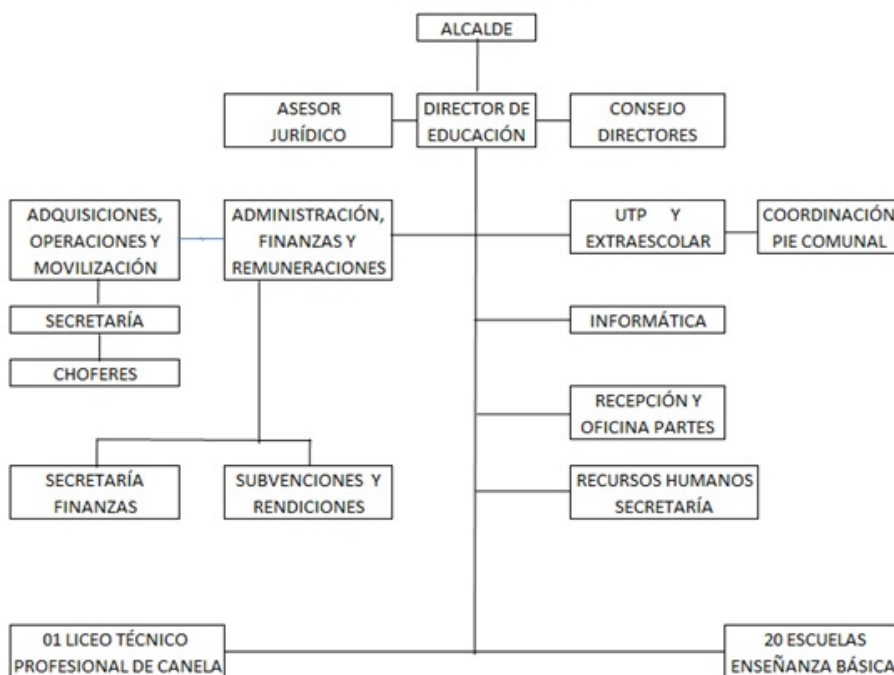 ALCALDE
ASESOR
JURÍDICO
DIRECTOR DE
EDUCACIÓN
CONSEJO
DIRECTORES
ADQUISICIONES,
OPERACIONES Y
MOVILIZACIÓN
ADMINISTRACIÓN,
FINANZAS Y
REMUNERACIONES
UTP Y
EXTRAESCOLAR
COORDINACIÓN
PIE COMUNAL
SECRETARÍA
CHOFERES
INFORMÁTICA
RECEPCIÓN Y
OFICINA PARTES
SECRETARÍA
FINANZAS
SUBVENCIONES Y
RENDICIONES
RECURSOS HUMANOS
SECRETARÍA
01 LICEO TÉCNICO
PROFESIONAL DE CANELA
20 ESCUELAS
ENSEÑANZA BÁSICA